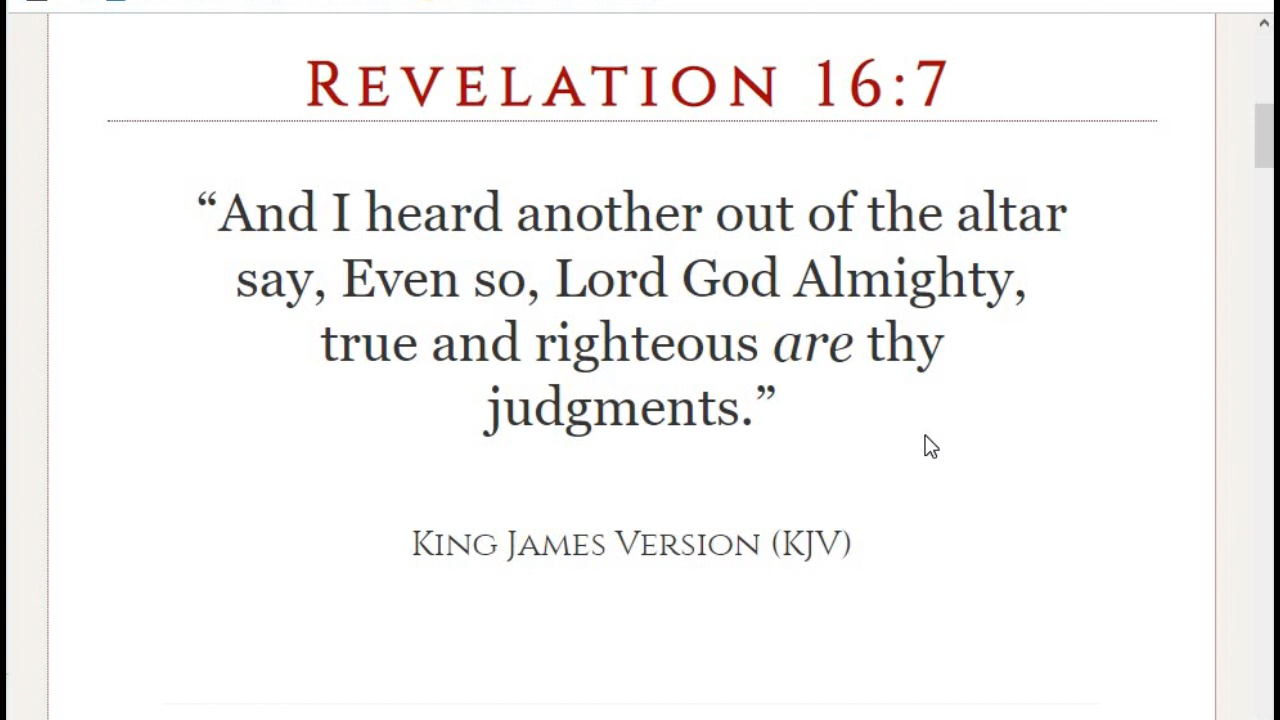 Revelation 16:7
“And I heard another out of the altar
say, Even so, Lord God Almighty,
true and righteous are thy
judgments.”
King James Version (KJV)